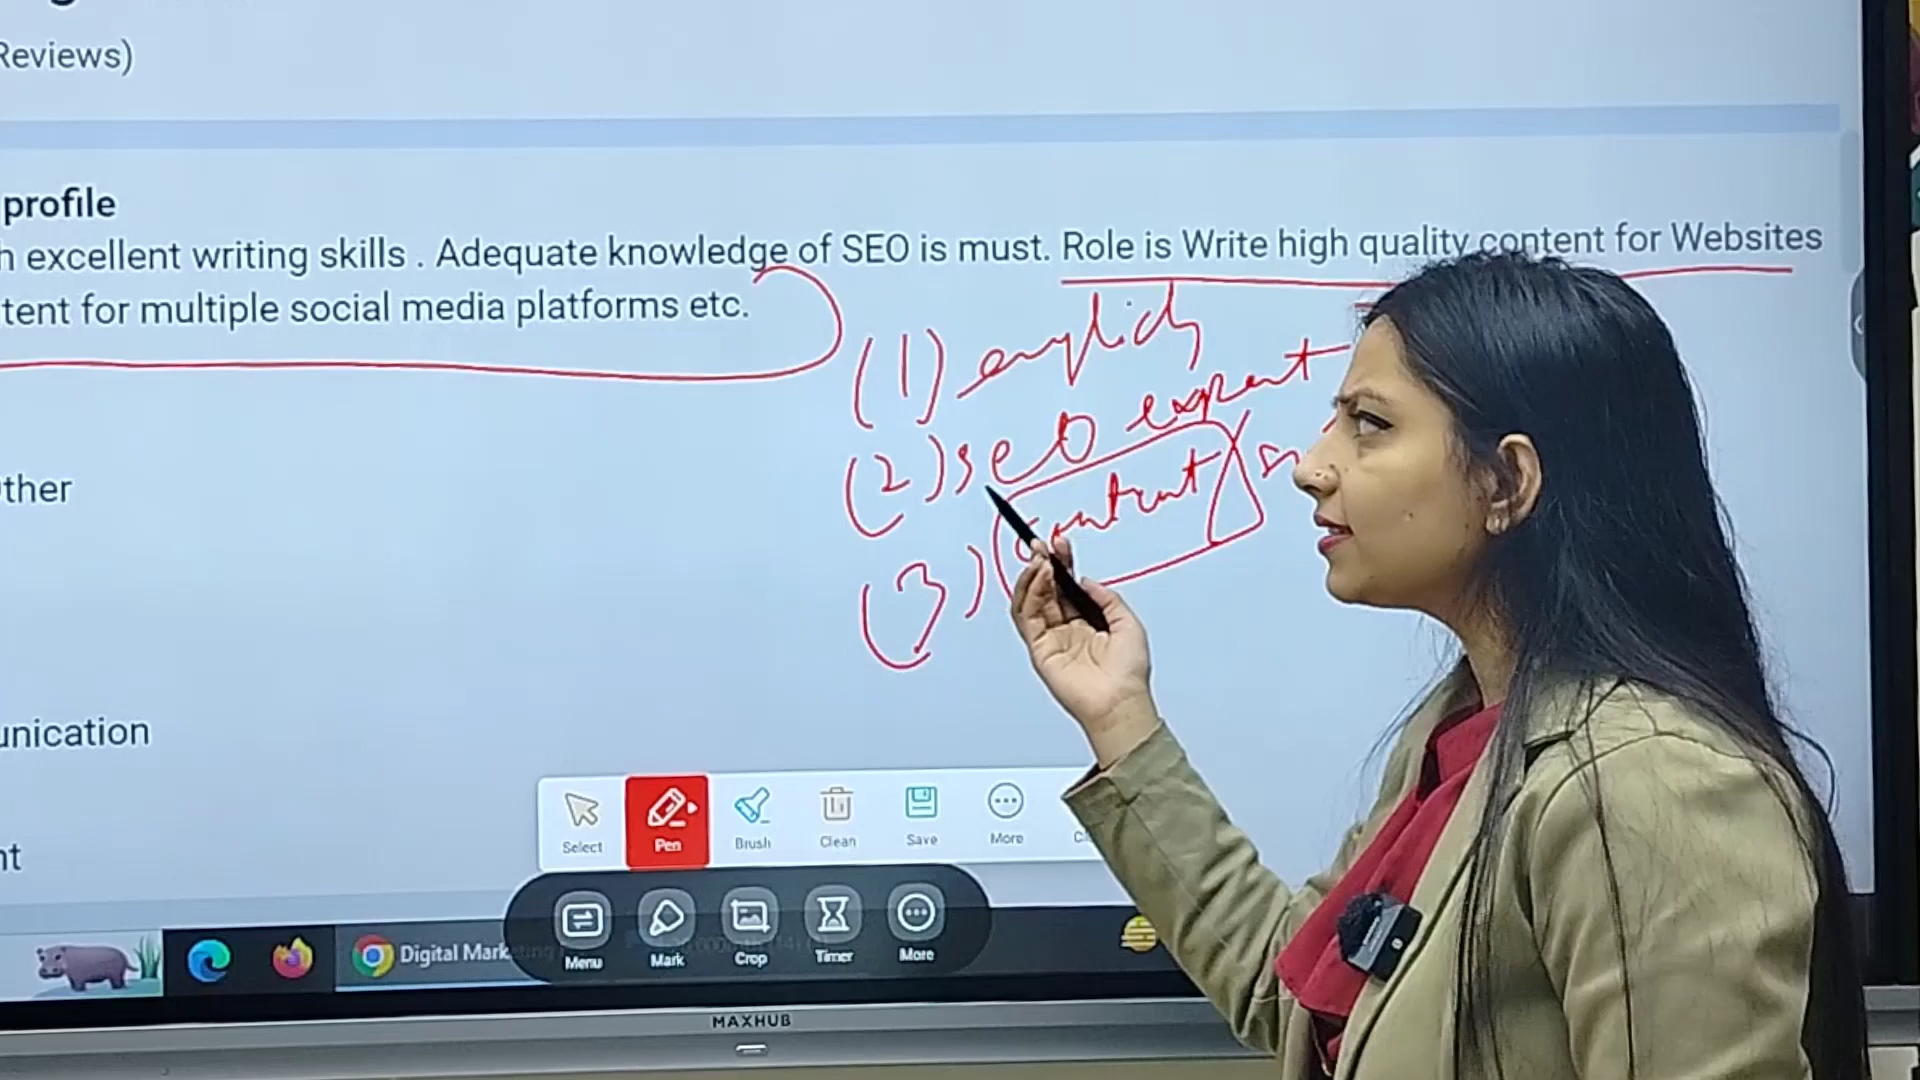 Reviews)
profile
h excellent writing skills . Adequate knowledge of SEO is must. Role is Write high quality content for Websites
tent for multiple social media platforms etc.
(1) english
(2) seo expert
(3) content
ther
unication
nt
Select
Pen
Brush
Clean
Save
More
Menu
Mark
Crop
Timer
More
Digital Mark
MAXHUB